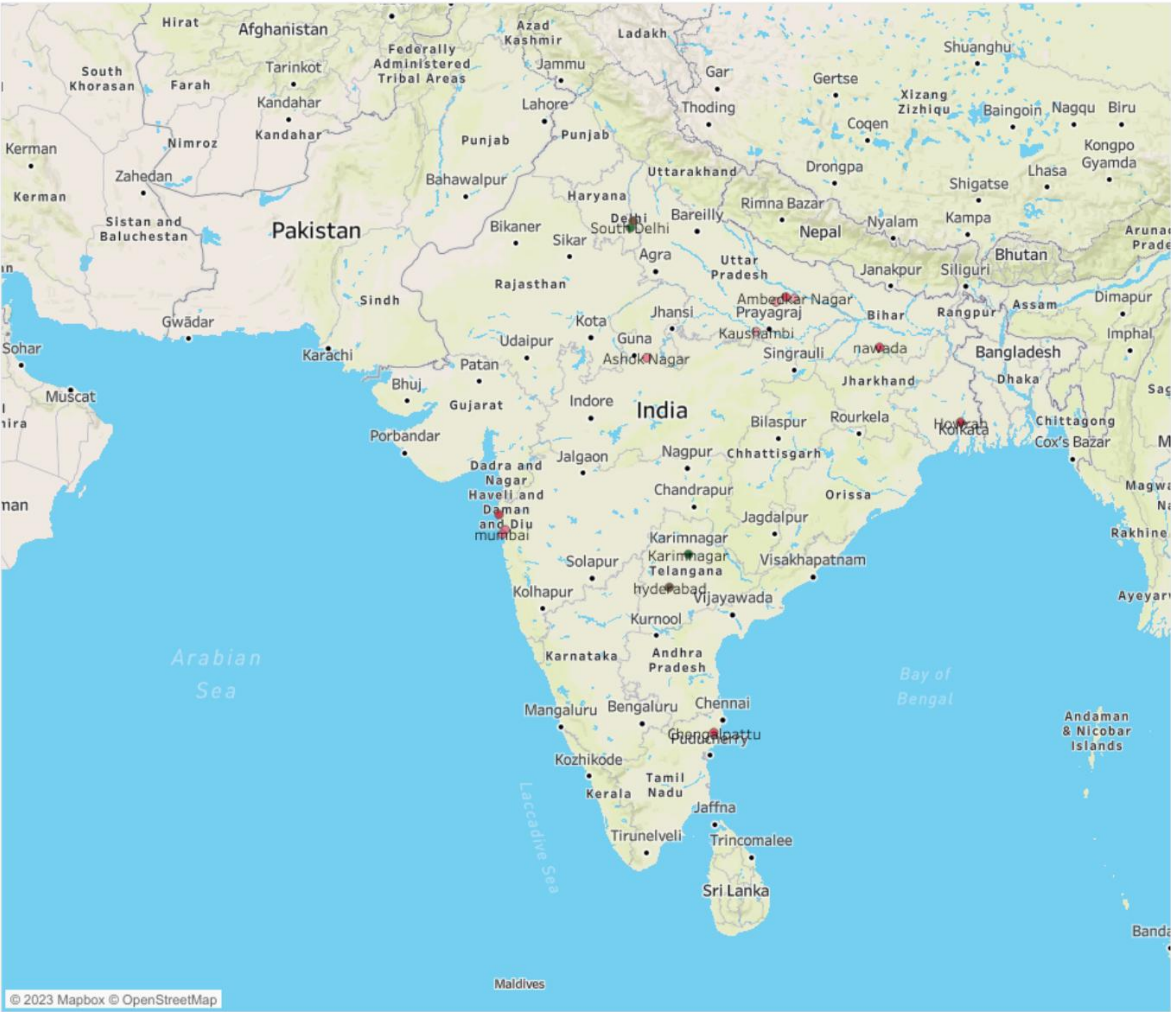 Hirat
Afghanistan
Azad
Kashmir
Ladakh
Shuanghu
Federally
Administered
Tribal Areas
South
Khorasan
Farah
Tarinkot
Jammu
Gar
Gertse
Xizang
Zizhiqu
Kandahar
Lahore
Thoding
Baingoin
Nagqu
Biru
Coqen
Kandahar
Nimroz
Punjab
Punjab
Kerman
Kongpo
Gyamda
Zahedan
Bahawalpur
Uttarakhand
Drongpa
Lhasa
Shigatse
Kerman
Haryana
Rimna Bazar
Sistan and
Baluchestan
Pakistan
Bikaner
Delhi
South Delhi
Bareilly
Nepal
Nyalam
Kampa
Sikar
Agra
Bhutan
Uttar
Pradesh
Janakpur
Siliguri
Rajasthan
Sindh
Ambedkar Nagar
Prayagraj
Bihar
Rangpur
Assam
Dimapur
Gwādar
Kota
Jhansi
Kaushambi
Imphal
Sohar
Karachi
Udaipur
Guna
Ashok Nagar
Singrauli
nawada
Bangladesh
Patan
Jharkhand
Dhaka
Muscat
Bhuj
Gujarat
Indore
India
Bilaspur
Rourkela
Howrah
Kolkata
Chittagong
Cox's Bazar
Porbandar
Jalgaon
Nagpur
Chhattisgarh
Dadra and
Nagar
Haveli and
Daman
and Diu
mumbai
Chandrapur
Orissa
Jagdalpur
Karimnagar
Karimnagar
Telangana
Rakhine
Solapur
Visakhapatnam
hyderabad
Vijayawada
Kolhapur
Kurnool
Karnataka
Andhra
Pradesh
Arabian
Sea
Bay of
Bengal
Mangaluru
Bengaluru
Chennai
Chengalpattu
Puducherry
Andaman
& Nicobar
Islands
Kozhikode
Kerala
Tamil
Nadu
Laccadive Sea
Jaffna
Tirunelveli
Trincomalee
Sri Lanka
Maldives
© 2023 Mapbox © OpenStreetMap